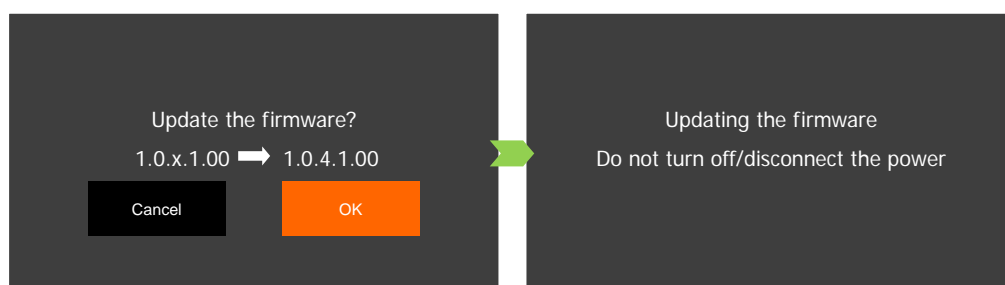 Update the firmware?
1.0.x.1.00 1.0.4.1.00
Cancel OK
Updating the firmware
Do not turn off/disconnect the power